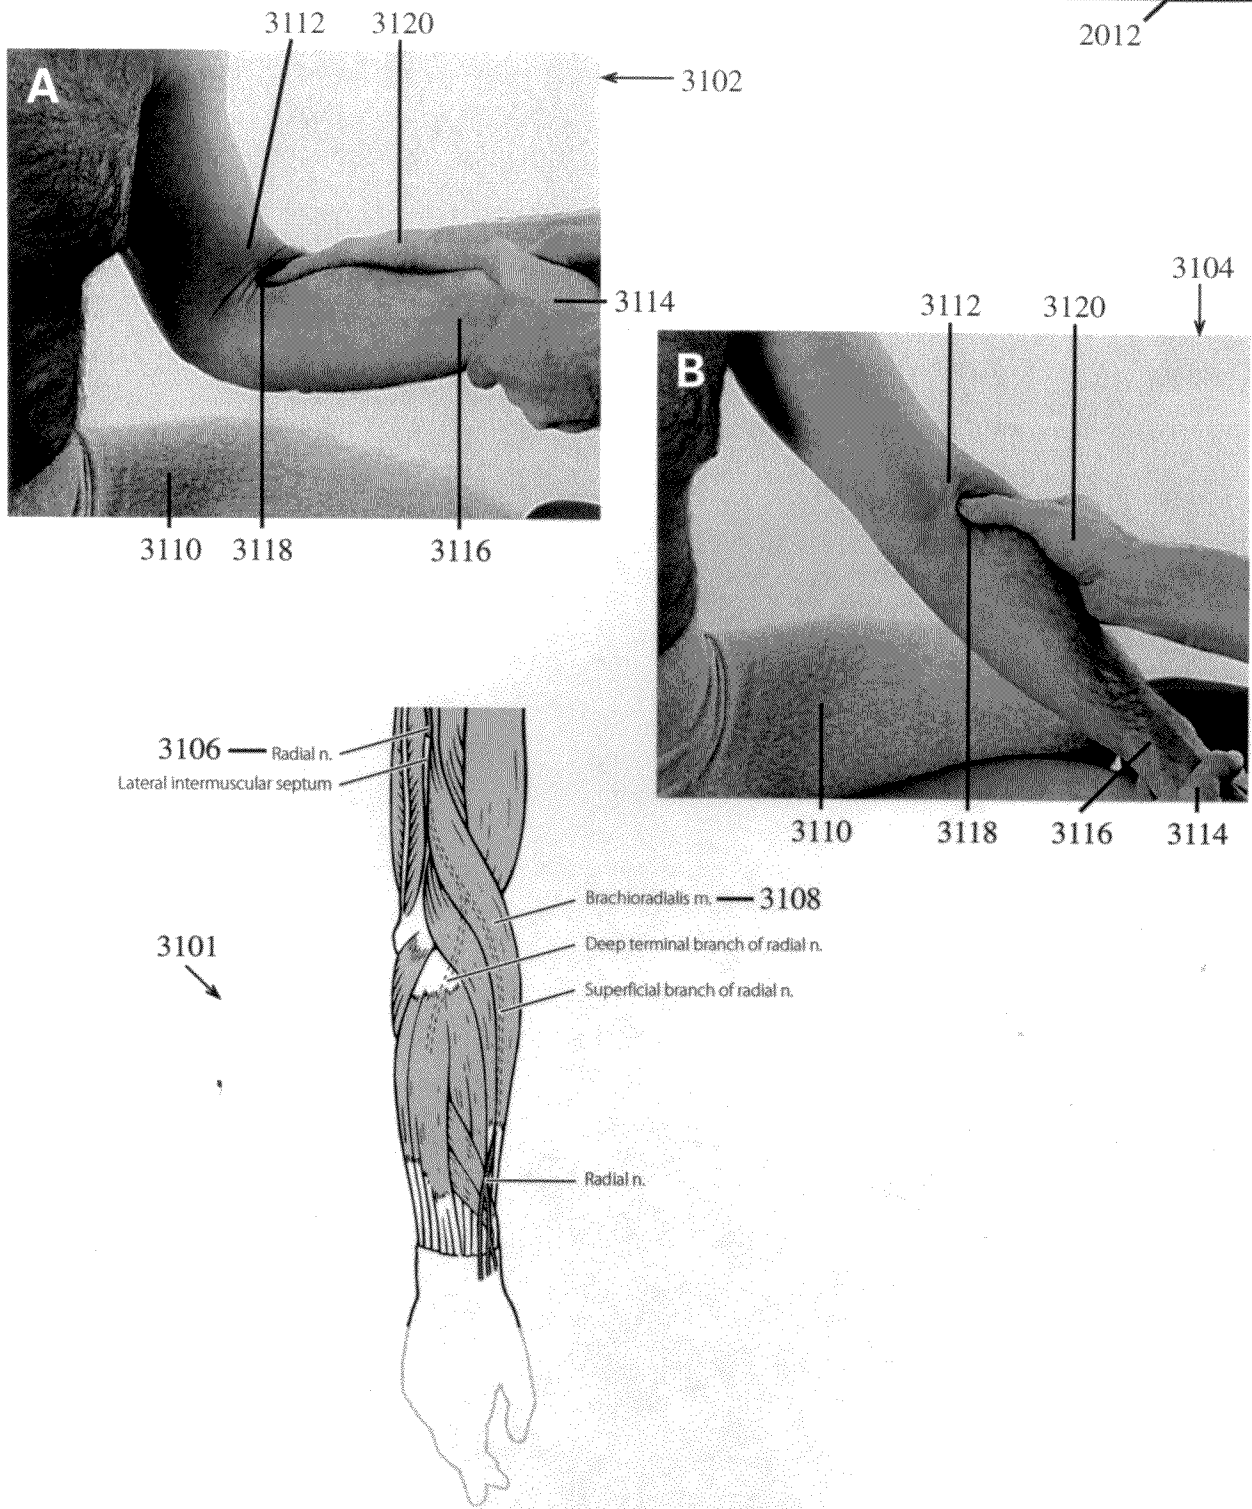 2012
3112 3120
A
3102
3114
3110 3118 3116
3104
3112 3120
B
3110 3118 3116 3114
3106 Radial n.
Lateral intermuscular septum
Brachioradialis m. 3108
Deep terminal branch of radial n.
3101
Superficial branch of radial n.
Radial n.